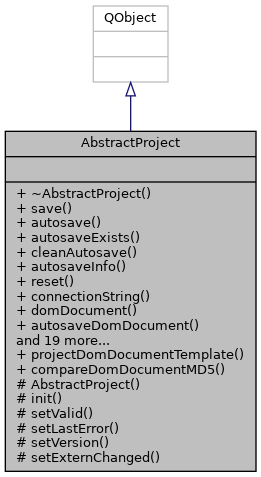 QObject
AbstractProject
+ ~AbstractProject()
+ save()
+ autosave()
+ autosaveExists()
+ cleanAutosave()
+ autosaveInfo()
+ reset()
+ connectionString()
+ domDocument()
+ autosaveDomDocument()
and 19 more...
+ projectDomDocumentTemplate()
+ compareDomDocumentMD5()
# AbstractProject()
# init()
# setValid()
# setLastError()
# setVersion()
# setExternChanged()